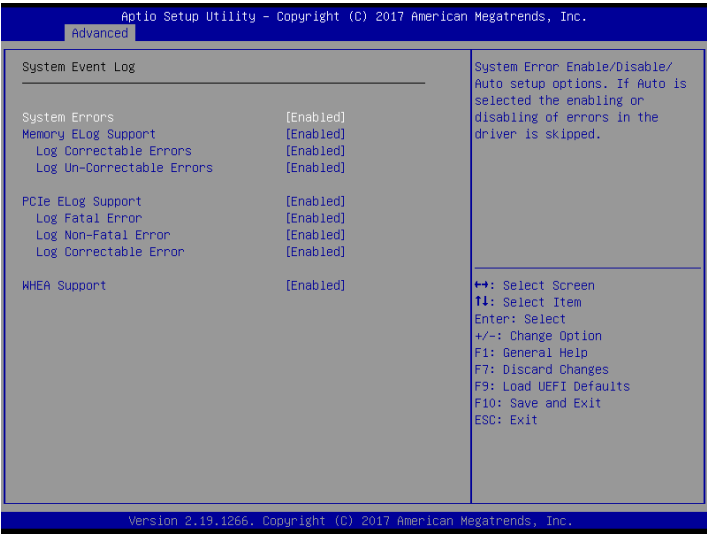 Aptio Setup Utility – Copyright (C) 2017 American Megatrends, Inc.
Advanced
System Event Log
System Errors [Enabled]
Memory ELog Support [Enabled]
Log Correctable Errors [Enabled]
Log Un-Correctable Errors [Enabled]
PCIe ELog Support [Enabled]
Log Fatal Error [Enabled]
Log Non-Fatal Error [Enabled]
Log Correctable Error [Enabled]
WHEA Support [Enabled]
System Error Enable/Disable/
Auto setup options. If Auto is
selected the enabling or
disabling of errors in the
driver is skipped.
↔: Select Screen
↑↓: Select Item
Enter: Select
+/-: Change Option
F1: General Help
F7: Discard Changes
F9: Load UEFI Defaults
F10: Save and Exit
ESC: Exit
Version 2.19.1266. Copyright (C) 2017 American Megatrends, Inc.